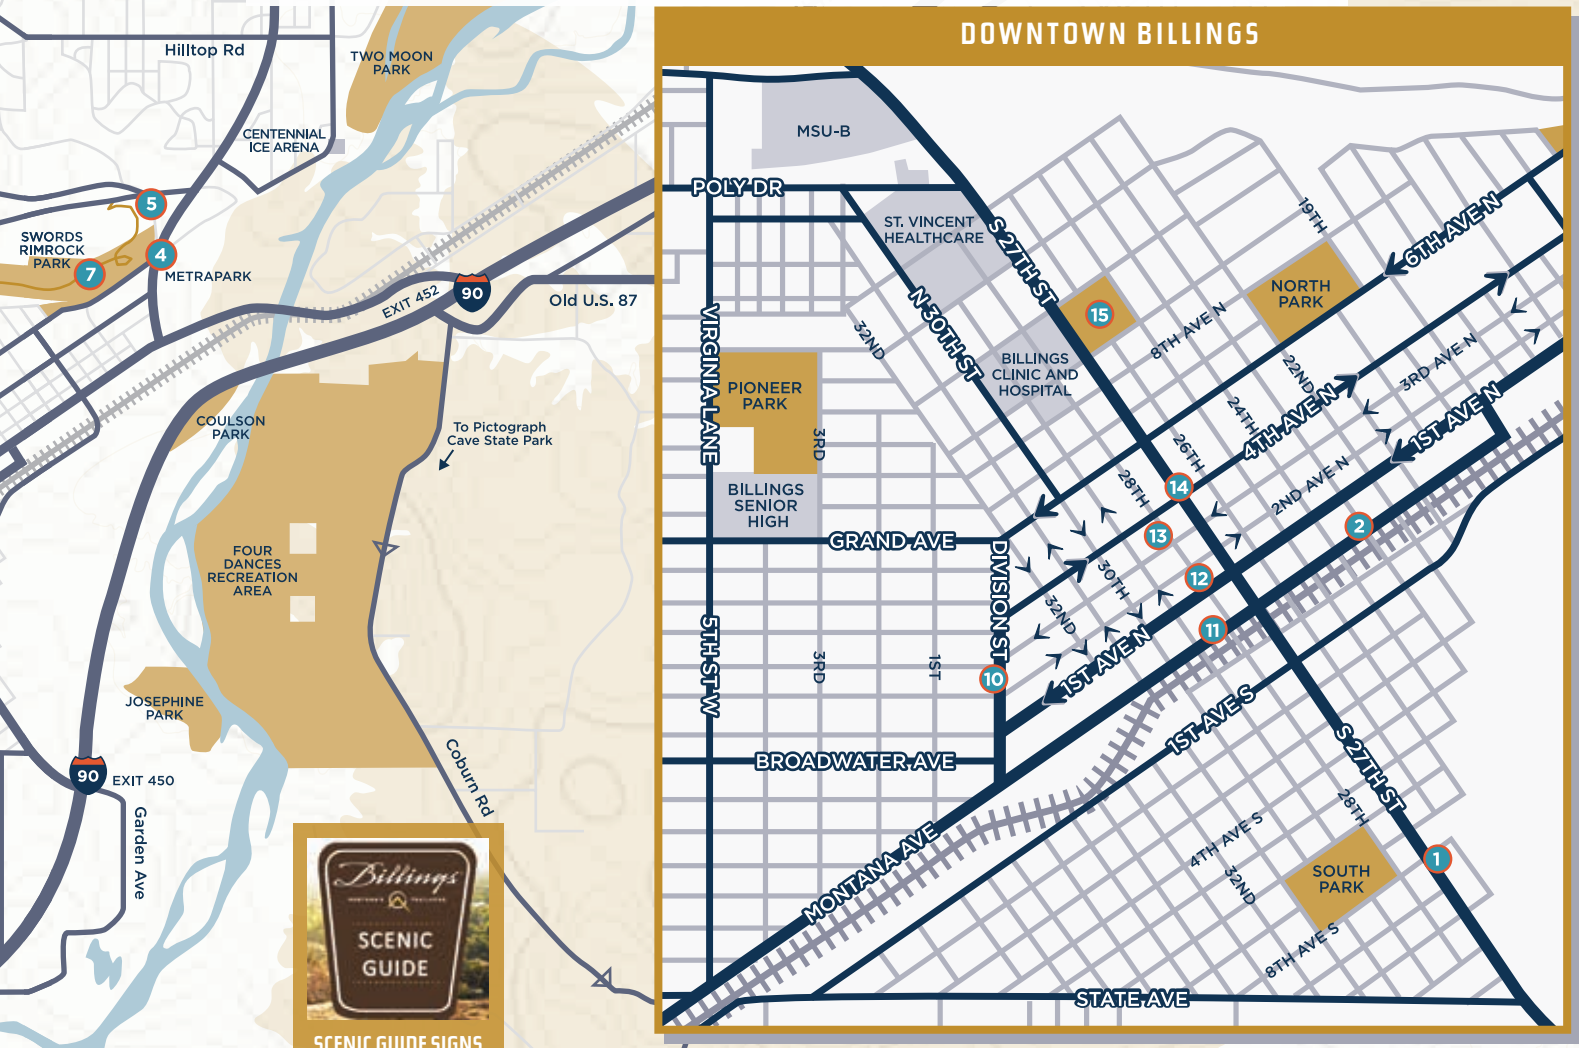 DOWNTOWN BILLINGS
Hilltop Rd
TWO MOON
PARK
CENTENNIAL
ICE ARENA
5
SWORDS
RIMROCK
PARK
4
7
METRAPARK
EXIT 452
90
Old U.S. 87
COULSON
PARK
To Pictograph
Cave State Park
FOUR
DANCES
RECREATION
AREA
JOSEPHINE
PARK
90
EXIT 450
Garden Ave
Coburn Rd
Billings
SCENIC
GUIDE
SCENIC GUIDE SIGNS
MSU-B
POLY DR
ST. VINCENT
HEALTHCARE
S 27TH ST
19TH
6TH AVE N
NORTH
PARK
N 30TH ST
15
8TH AVE N
32ND
VIRGINIA LANE
BILLINGS
CLINIC AND
HOSPITAL
22ND
3RD AVE N
PIONEER
PARK
3RD
24TH
4TH AVE N
1ST AVE N
26TH
28TH
14
2ND AVE N
BILLINGS
SENIOR
HIGH
2
GRAND AVE
13
DIVISION ST
30TH
12
32ND
11
1ST AVE N
5TH ST W
3RD
1ST
10
1ST AVE S
BROADWATER AVE
S 27TH ST
28TH
MONTANA AVE
4TH AVE S
32ND
SOUTH
PARK
1
8TH AVE S
STATE AVE